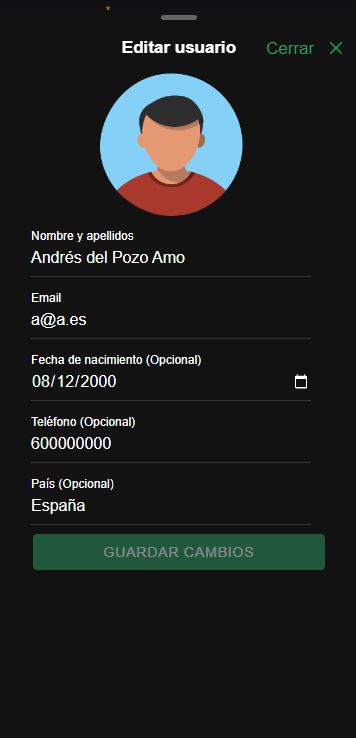 Editar usuario
Cerrar
Nombre y apellidos
Andrés del Pozo Amo
Email
a@a.es
Fecha de nacimiento (Opcional)
08/12/2000
Teléfono (Opcional)
600000000
País (Opcional)
España
GUARDAR CAMBIOS